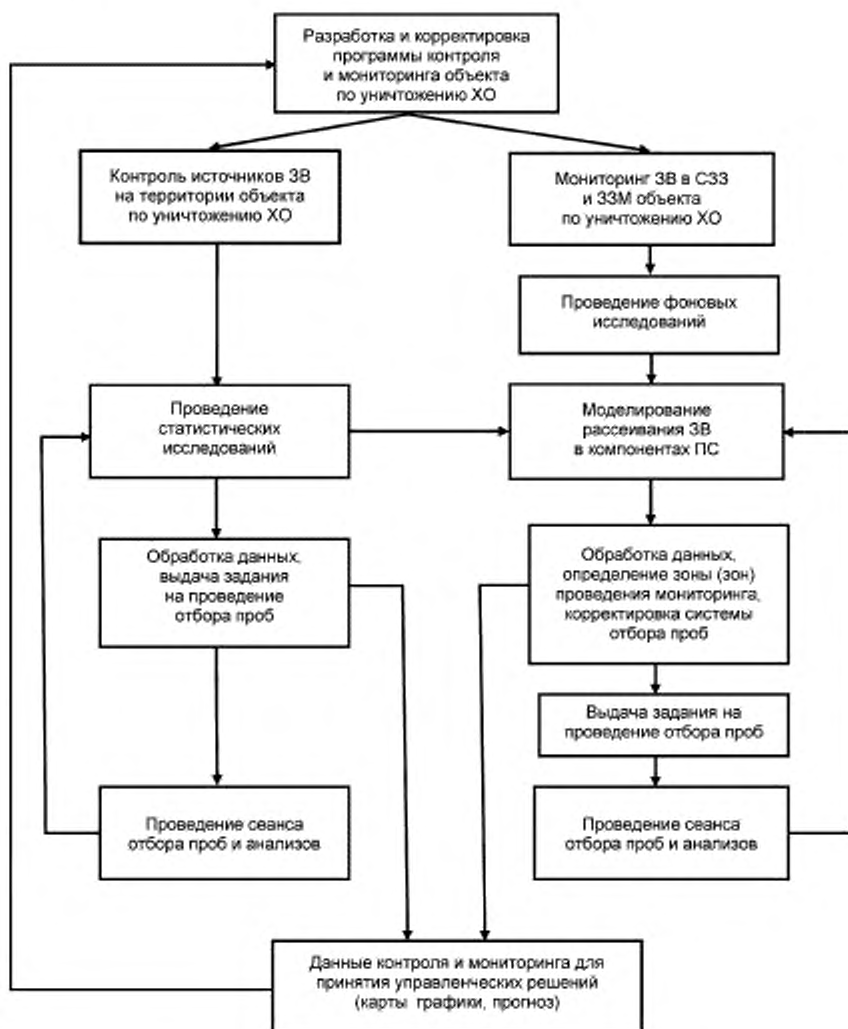 Разработка и корректировка
программы контроля
и мониторинга объекта
по уничтожению ХО
Контроль источников ЗВ
на территории объекта
по уничтожению ХО
Мониторинг ЗВ в СЗЗ
и ЗЗМ объекта
по уничтожению ХО
Проведение фоновых
исследований
Проведение
статистических
исследований
Моделирование
рассеивания ЗВ
в компонентах ПС
Обработка данных,
выдача задания
на проведение
отбора проб
Обработка данных,
определение зоны (зон)
проведения мониторинга,
корректировка системы
отбора проб
Выдача задания на
проведение отбора проб
Проведение сеанса
отбора проб и анализов
Проведение сеанса
отбора проб и анализов
Данные контроля и мониторинга для
принятия управленческих решений
(карты графики, прогноз)